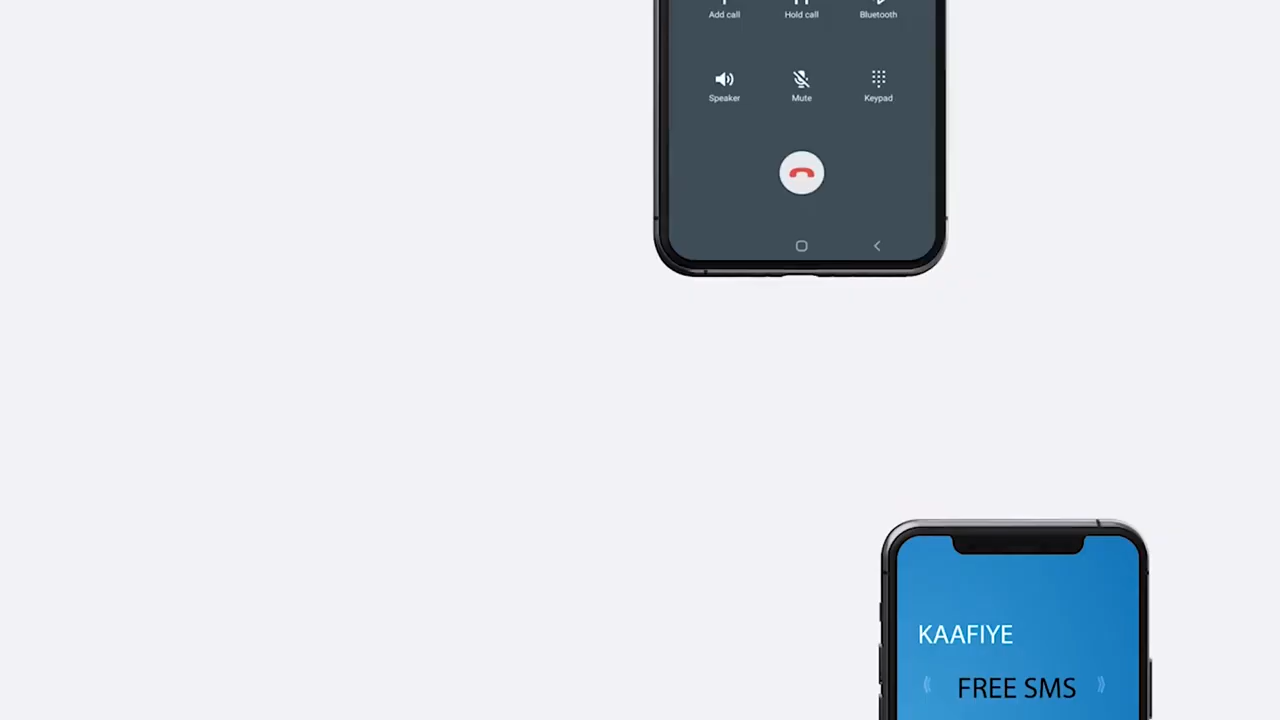 Add call Hold call Bluetooth
Speaker Mute Keypad
KAAFIYE
FREE SMS